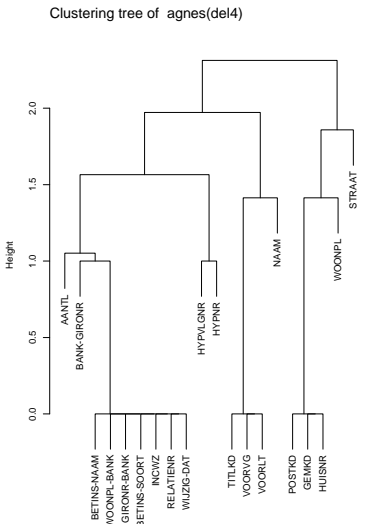 Clustering tree of  agnes(del4)
Height
0.0
0.5
1.0
1.5
2.0
AANTL
BANK-GIRONR
BETINS-NAAM
WOONPL-BANK
GIRONR-BANK
BETINS-SOORT
INCWZ
RELATIENR
WIJZIG-DAT
HYPVLGNR
HYPNR
TITLKD
VOORVG
VOORLT
NAAM
POSTKD
GEMKD
HUISNR
WOONPL
STRAAT